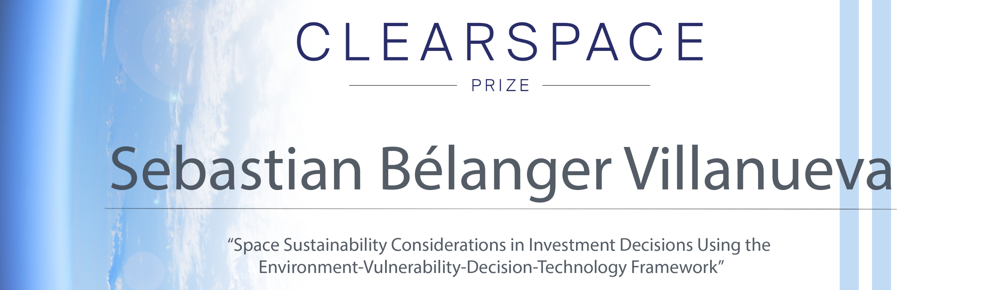 CLEARSPACE
PRIZE
Sebastian Bélanger Villanueva
“Space Sustainability Considerations in Investment Decisions Using the
Environment-Vulnerability-Decision-Technology Framework”